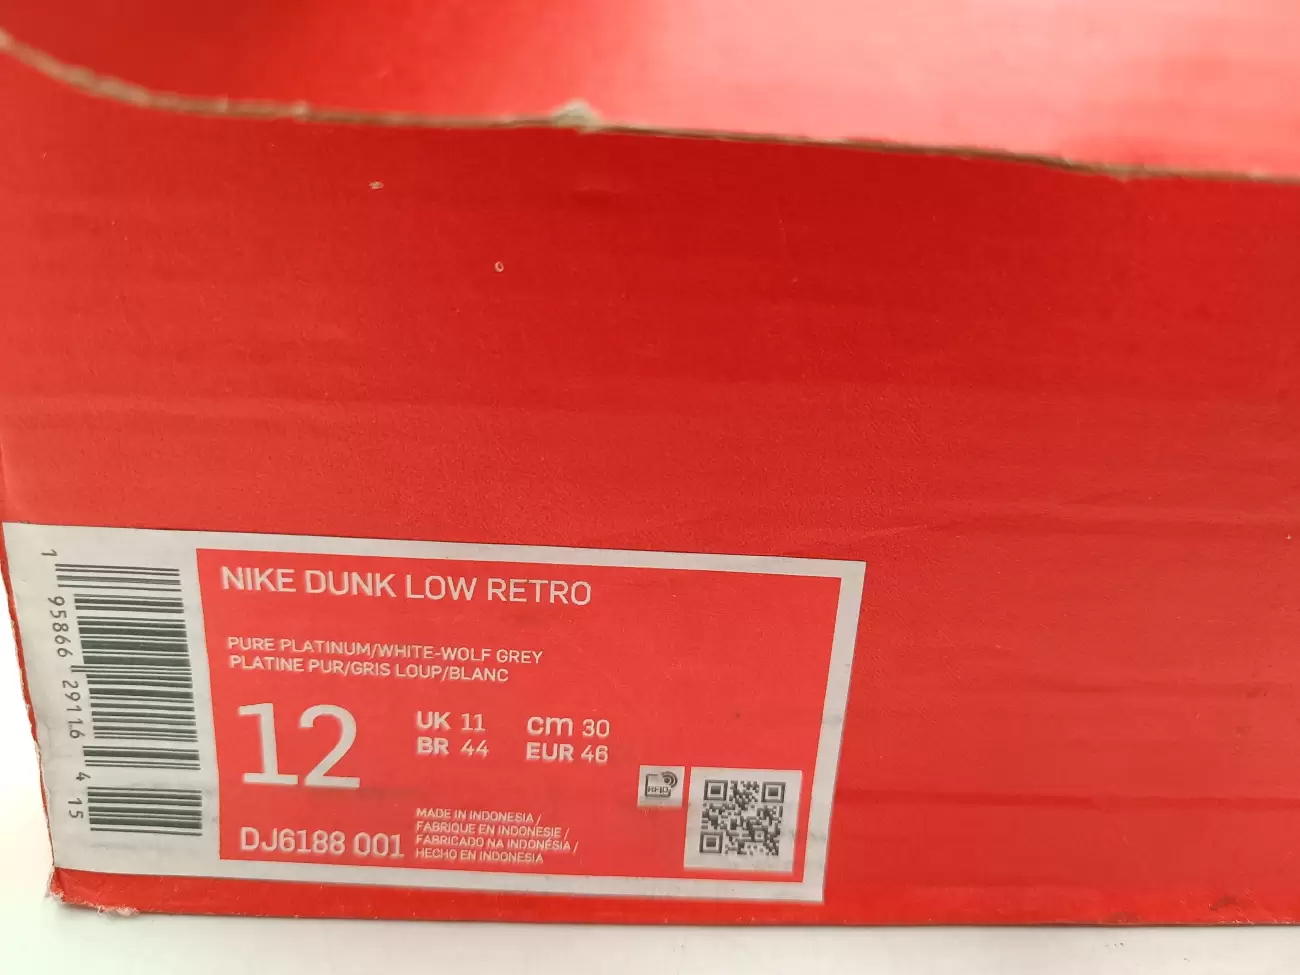 1 95866 29116 4 15
NIKE DUNK LOW RETRO
PURE PLATINUM/WHITE-WOLF GREY
PLATINE PUR/GRIS LOUP/BLANC
12
UK 11 cm 30
BR 44 EUR 46
RFID
DJ6188 001
MADE IN INDONESIA /
FABRIQUE EN INDONESIE /
FABRICADO NA INDONÉSIA /
HECHO EN INDONESIA